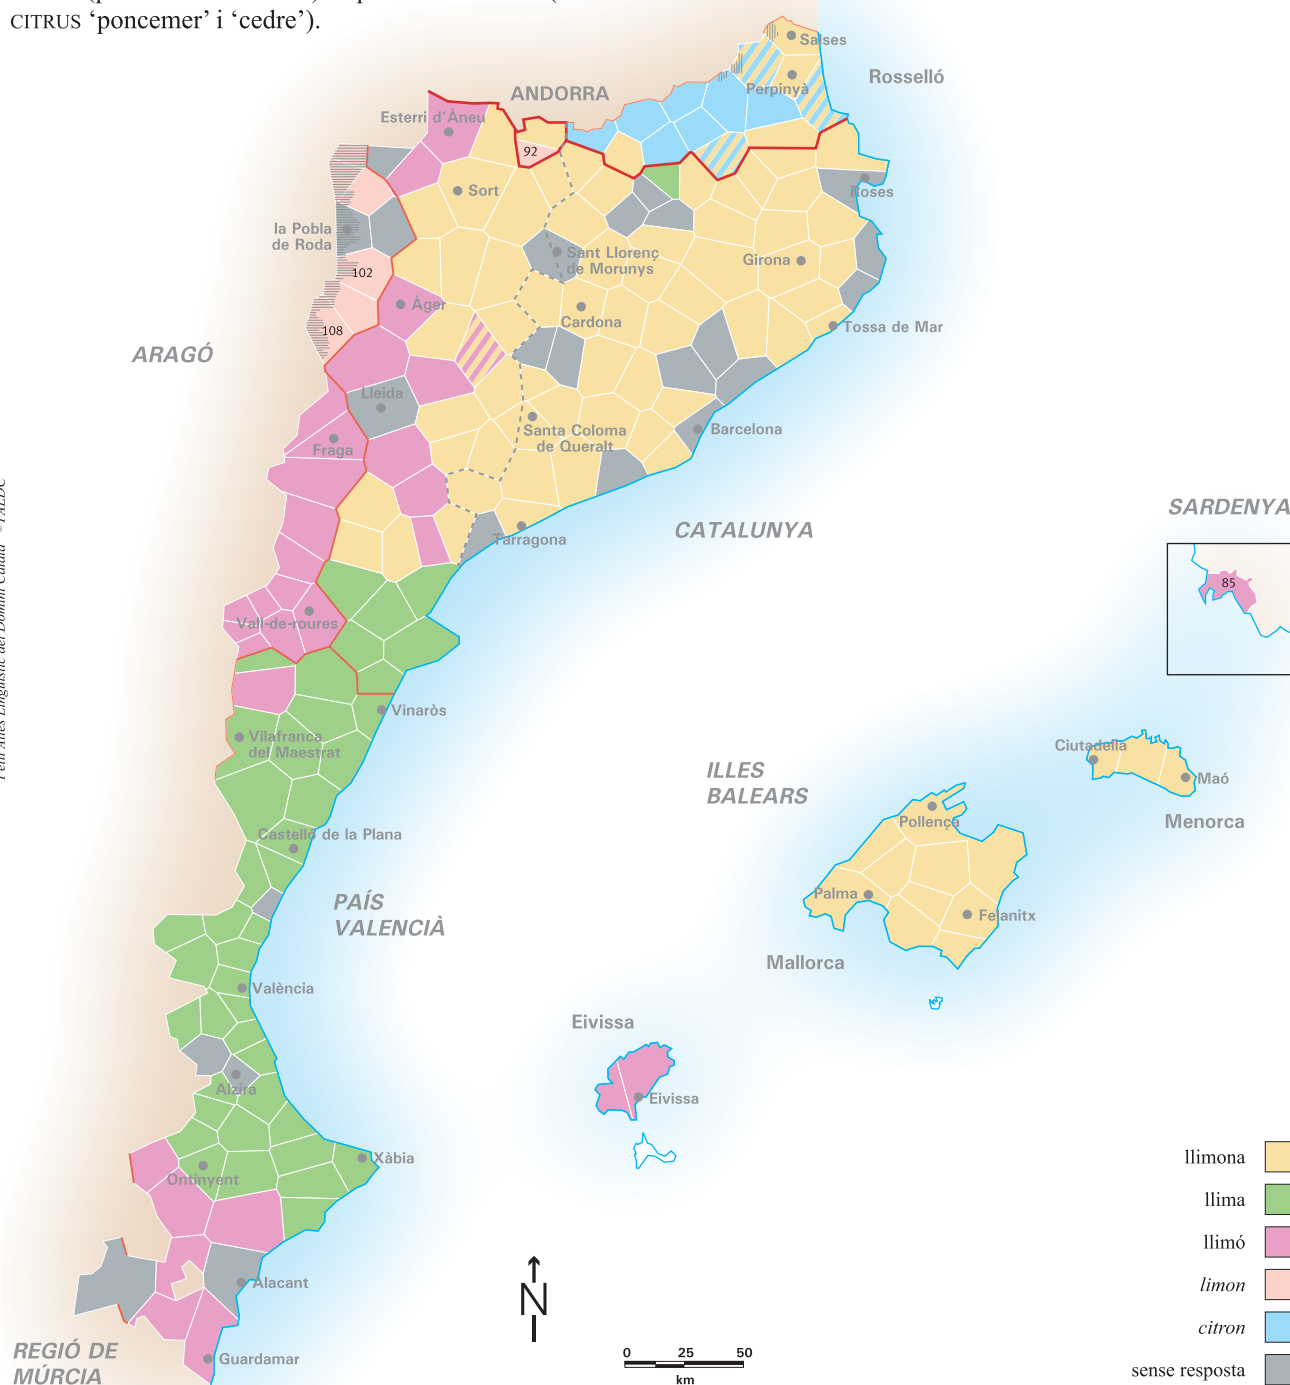 CITRUS ‘poncemer’ i ‘cedre’).
Salses
Rosselló
Perpinyà
ANDORRA
Esterri d’Àneu
92
Sort
Roses
la Pobla
de Roda
Sant Llorenç
de Morunys
Girona
102
Àger
Cardona
108
Tossa de Mar
ARAGÓ
Lleida
Santa Coloma
de Queralt
Barcelona
Fraga
SARDENYA
CATALUNYA
Tarragona
85
Vall-de-roures
Vinaròs
Vilafranca
del Maestrat
Ciutadella
ILLES
BALEARS
Maó
Pollença
Menorca
Castelló de la Plana
PAÍS
VALENCIÀ
Palma
Felanitx
Mallorca
València
Eivissa
Alzira
Eivissa
Xàbia
Ontinyent
llimona
llima
llimó
limon
citron
sense resposta
Alacant
N
REGIÓ DE
MÚRCIA
Guardamar
0 25 50
km